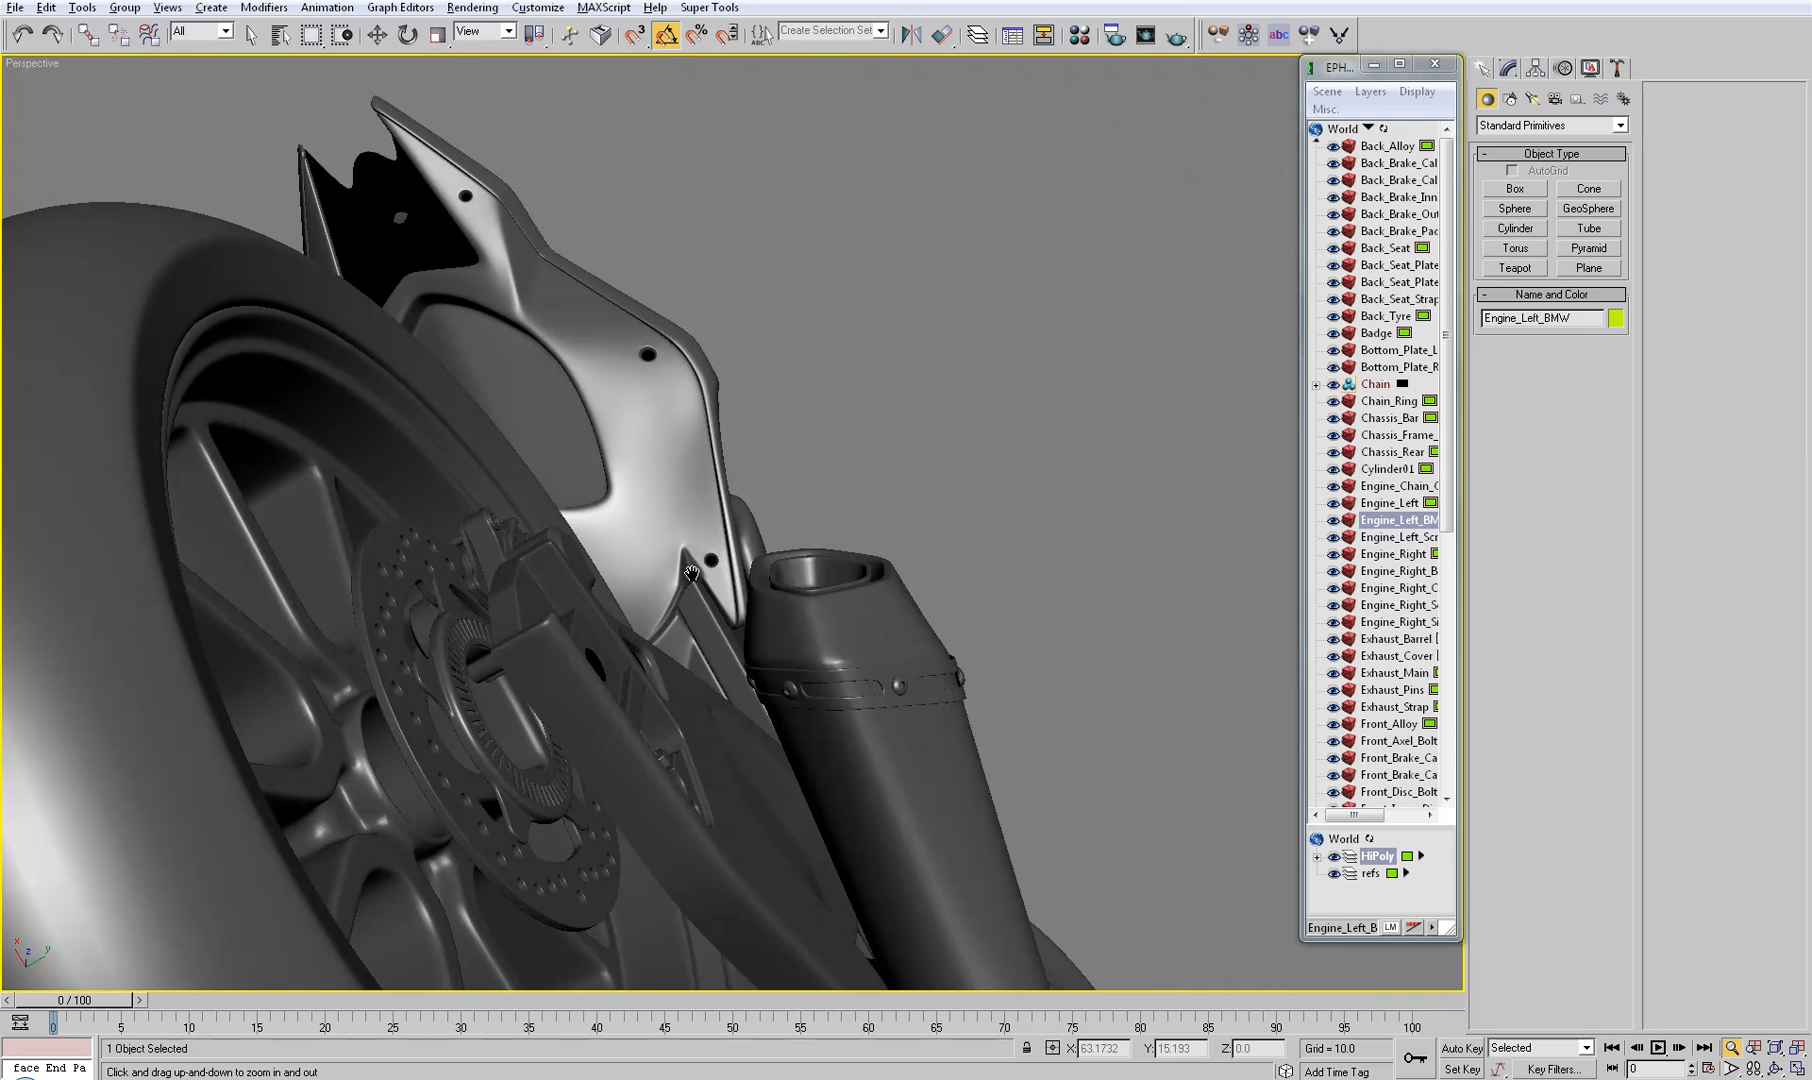 File Edit Tools Group Views Create Modifiers Animation Graph Editors Rendering Customize MAXScript Help Super Tools
All View Create Selection Set abc
Perspective
EPH...
Scene Layers Display
Misc.
World
Back_Alloy
Back_Brake_Cal
Back_Brake_Cal
Back_Brake_Inn
Back_Brake_Out
Back_Brake_Pac
Back_Seat
Back_Seat_Plate
Back_Seat_Plate
Back_Seat_Strap
Back_Tyre
Badge
Bottom_Plate_L
Bottom_Plate_R
Chain
Chain_Ring
Chassis_Bar
Chassis_Frame_
Chassis_Rear
Cylinder01
Engine_Chain_C
Engine_Left
Engine_Left_BM
Engine_Left_Scr
Engine_Right
Engine_Right_B
Engine_Right_C
Engine_Right_S
Engine_Right_Si
Exhaust_Barrel
Exhaust_Cover
Exhaust_Main
Exhaust_Pins
Exhaust_Strap
Front_Alloy
Front_Axel_Bolt
Front_Brake_Ca
Front_Brake_Ca
Front_Disc_Bolt
World
HiPoly
refs
Engine_Left_B LM
Standard Primitives
- Object Type
AutoGrid
Box Cone
Sphere GeoSphere
Cylinder Tube
Torus Pyramid
Teapot Plane
- Name and Color
Engine_Left_BMW
x z y
< 0 / 100 >
0 5 10 15 20 25 30 35 40 45 50 55 60 65 70 75 80 85 90 95 100
1 Object Selected X: 63.1732 Y: 15.193 Z: 0.0 Grid = 10.0 Auto Key Selected
face End Pa Click and drag up-and-down to zoom in and out Add Time Tag Set Key Key Filters... 0